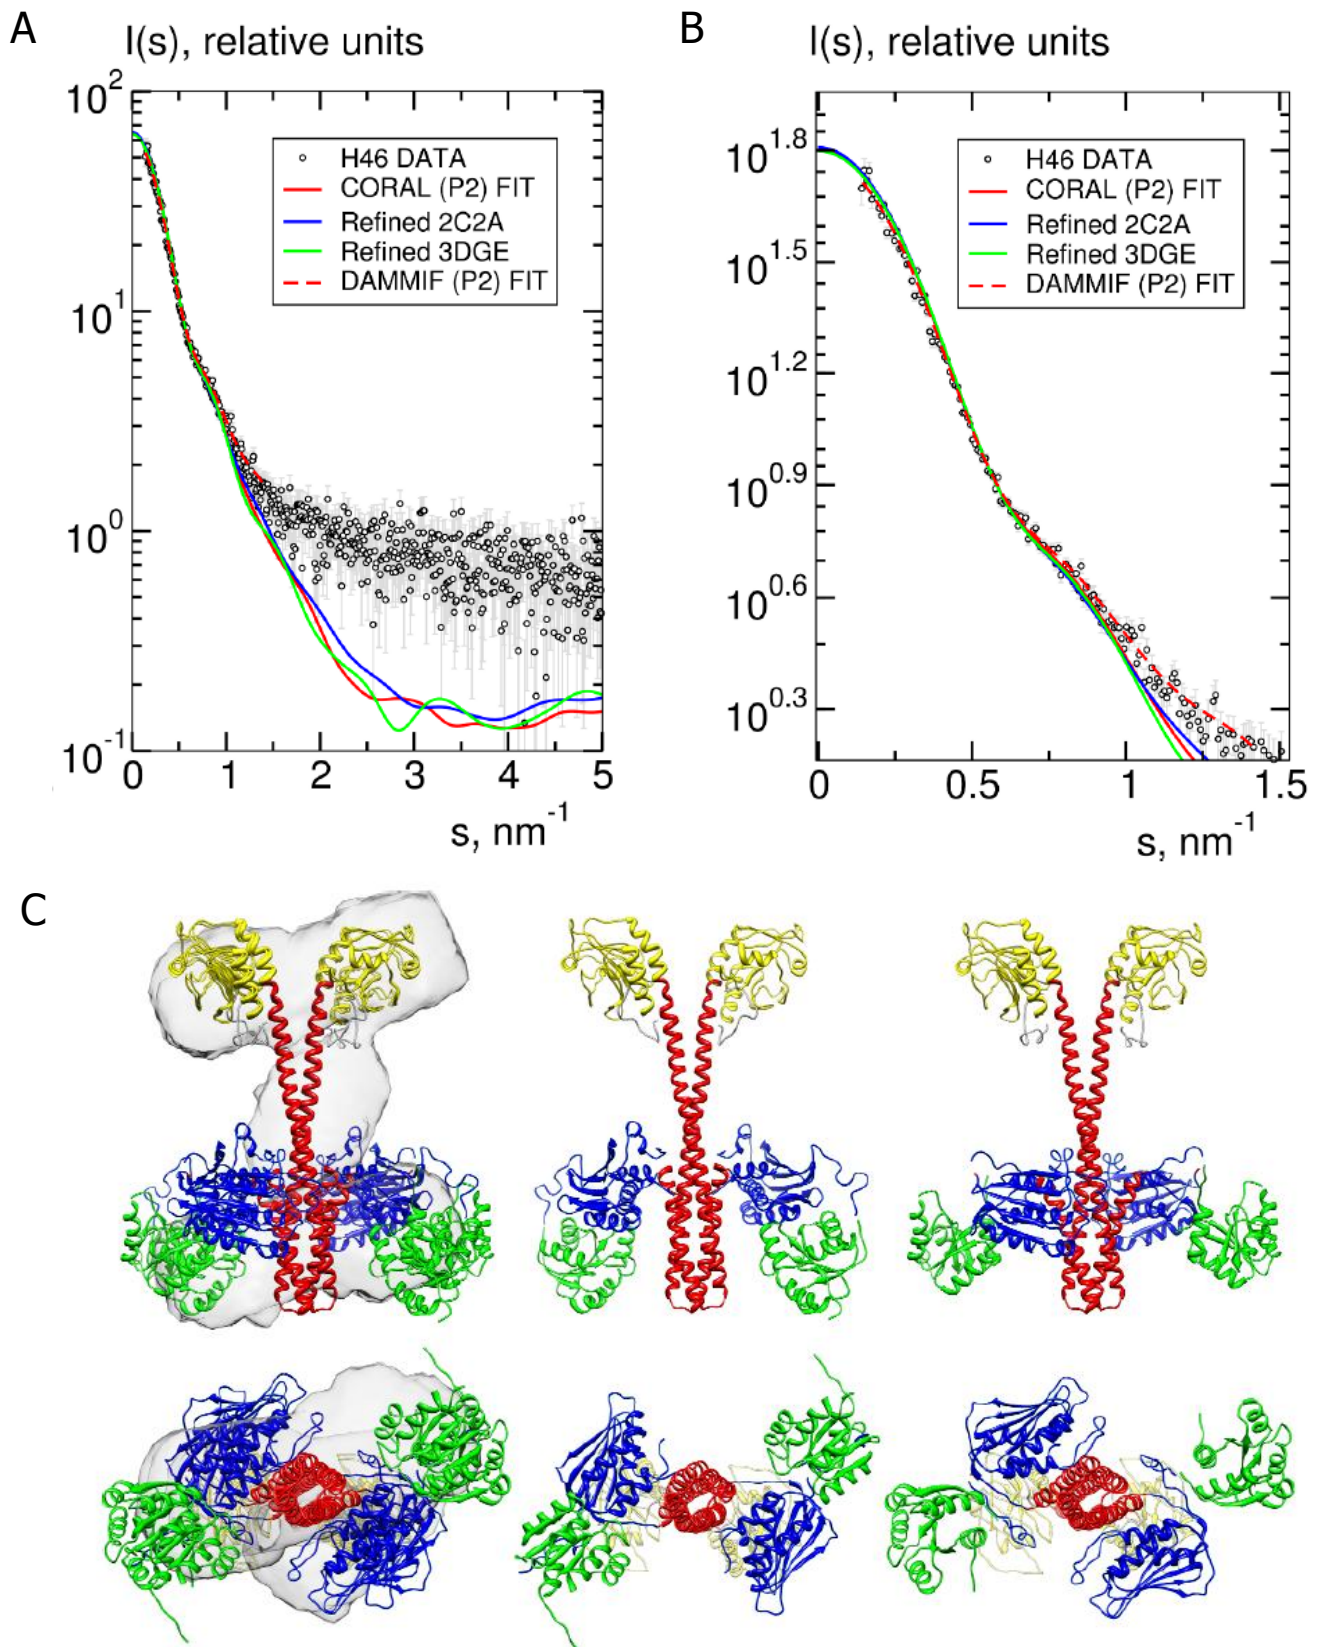 A
I(s), relative units
10^2
10^1
10^0
10^-1
H46 DATA
CORAL (P2) FIT
Refined 2C2A
Refined 3DGE
DAMMIF (P2) FIT
0 1 2 3 4 5
s, nm^-1
B
I(s), relative units
10^1.8
10^1.5
10^1.2
10^0.9
10^0.6
10^0.3
H46 DATA
CORAL (P2) FIT
Refined 2C2A
Refined 3DGE
DAMMIF (P2) FIT
0 0.5 1 1.5
s, nm^-1
C